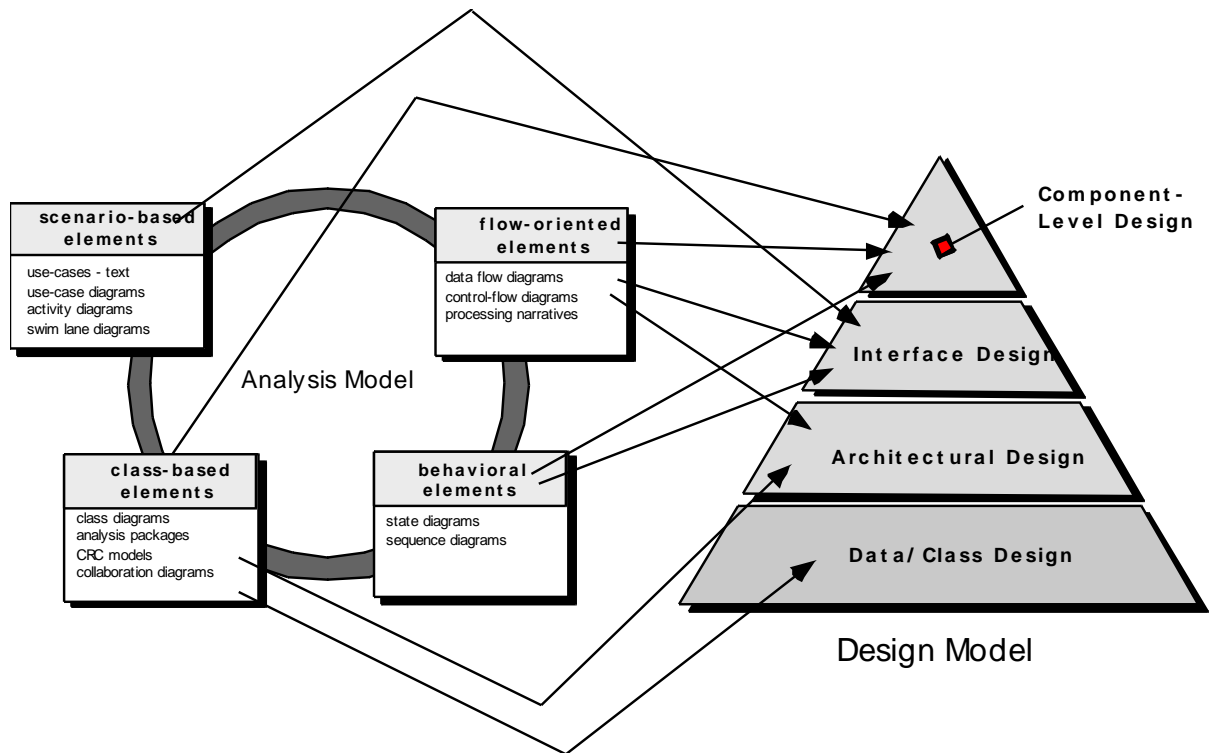 scenario-based
elements
use-cases - text
use-case diagrams
activity diagrams
swim lane diagrams
flow-oriented
elements
data flow diagrams
control-flow diagrams
processing narratives
Analysis Model
class-based
elements
class diagrams
analysis packages
CRC models
collaboration diagrams
behavioral
elements
state diagrams
sequence diagrams
Component-
Level Design
Interface Design
Architectural Design
Data/Class Design
Design Model